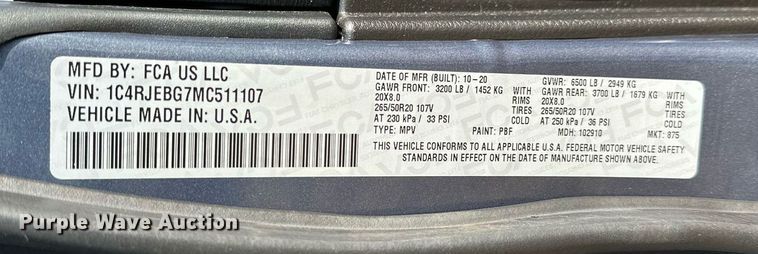 MFD BY: FCA US LLC
VIN: 1C4RJEBG7MC511107
VEHICLE MADE IN: U.S.A.
DATE OF MFR (BUILT): 10-20 GVWR: 6500 LB / 2949 KG
GAWR FRONT: 3200 LB / 1452 KG GAWR REAR: 3700 LB / 1679 KG
20X8.0 RIMS 20X8.0 RIMS
265/50R20 107V TIRES 265/50R20 107V TIRES
AT 230 kPa / 33 PSI COLD AT 250 kPa / 36 PSI COLD
TYPE: MPV PAINT: PBF MDH: 102910 MKT: 875
THIS VEHICLE CONFORMS TO ALL APPLICABLE U.S.A. FEDERAL MOTOR VEHICLE SAFETY
STANDARDS IN EFFECT ON THE DATE OF MANUFACTURE SHOWN ABOVE.
Purple Wave Auction